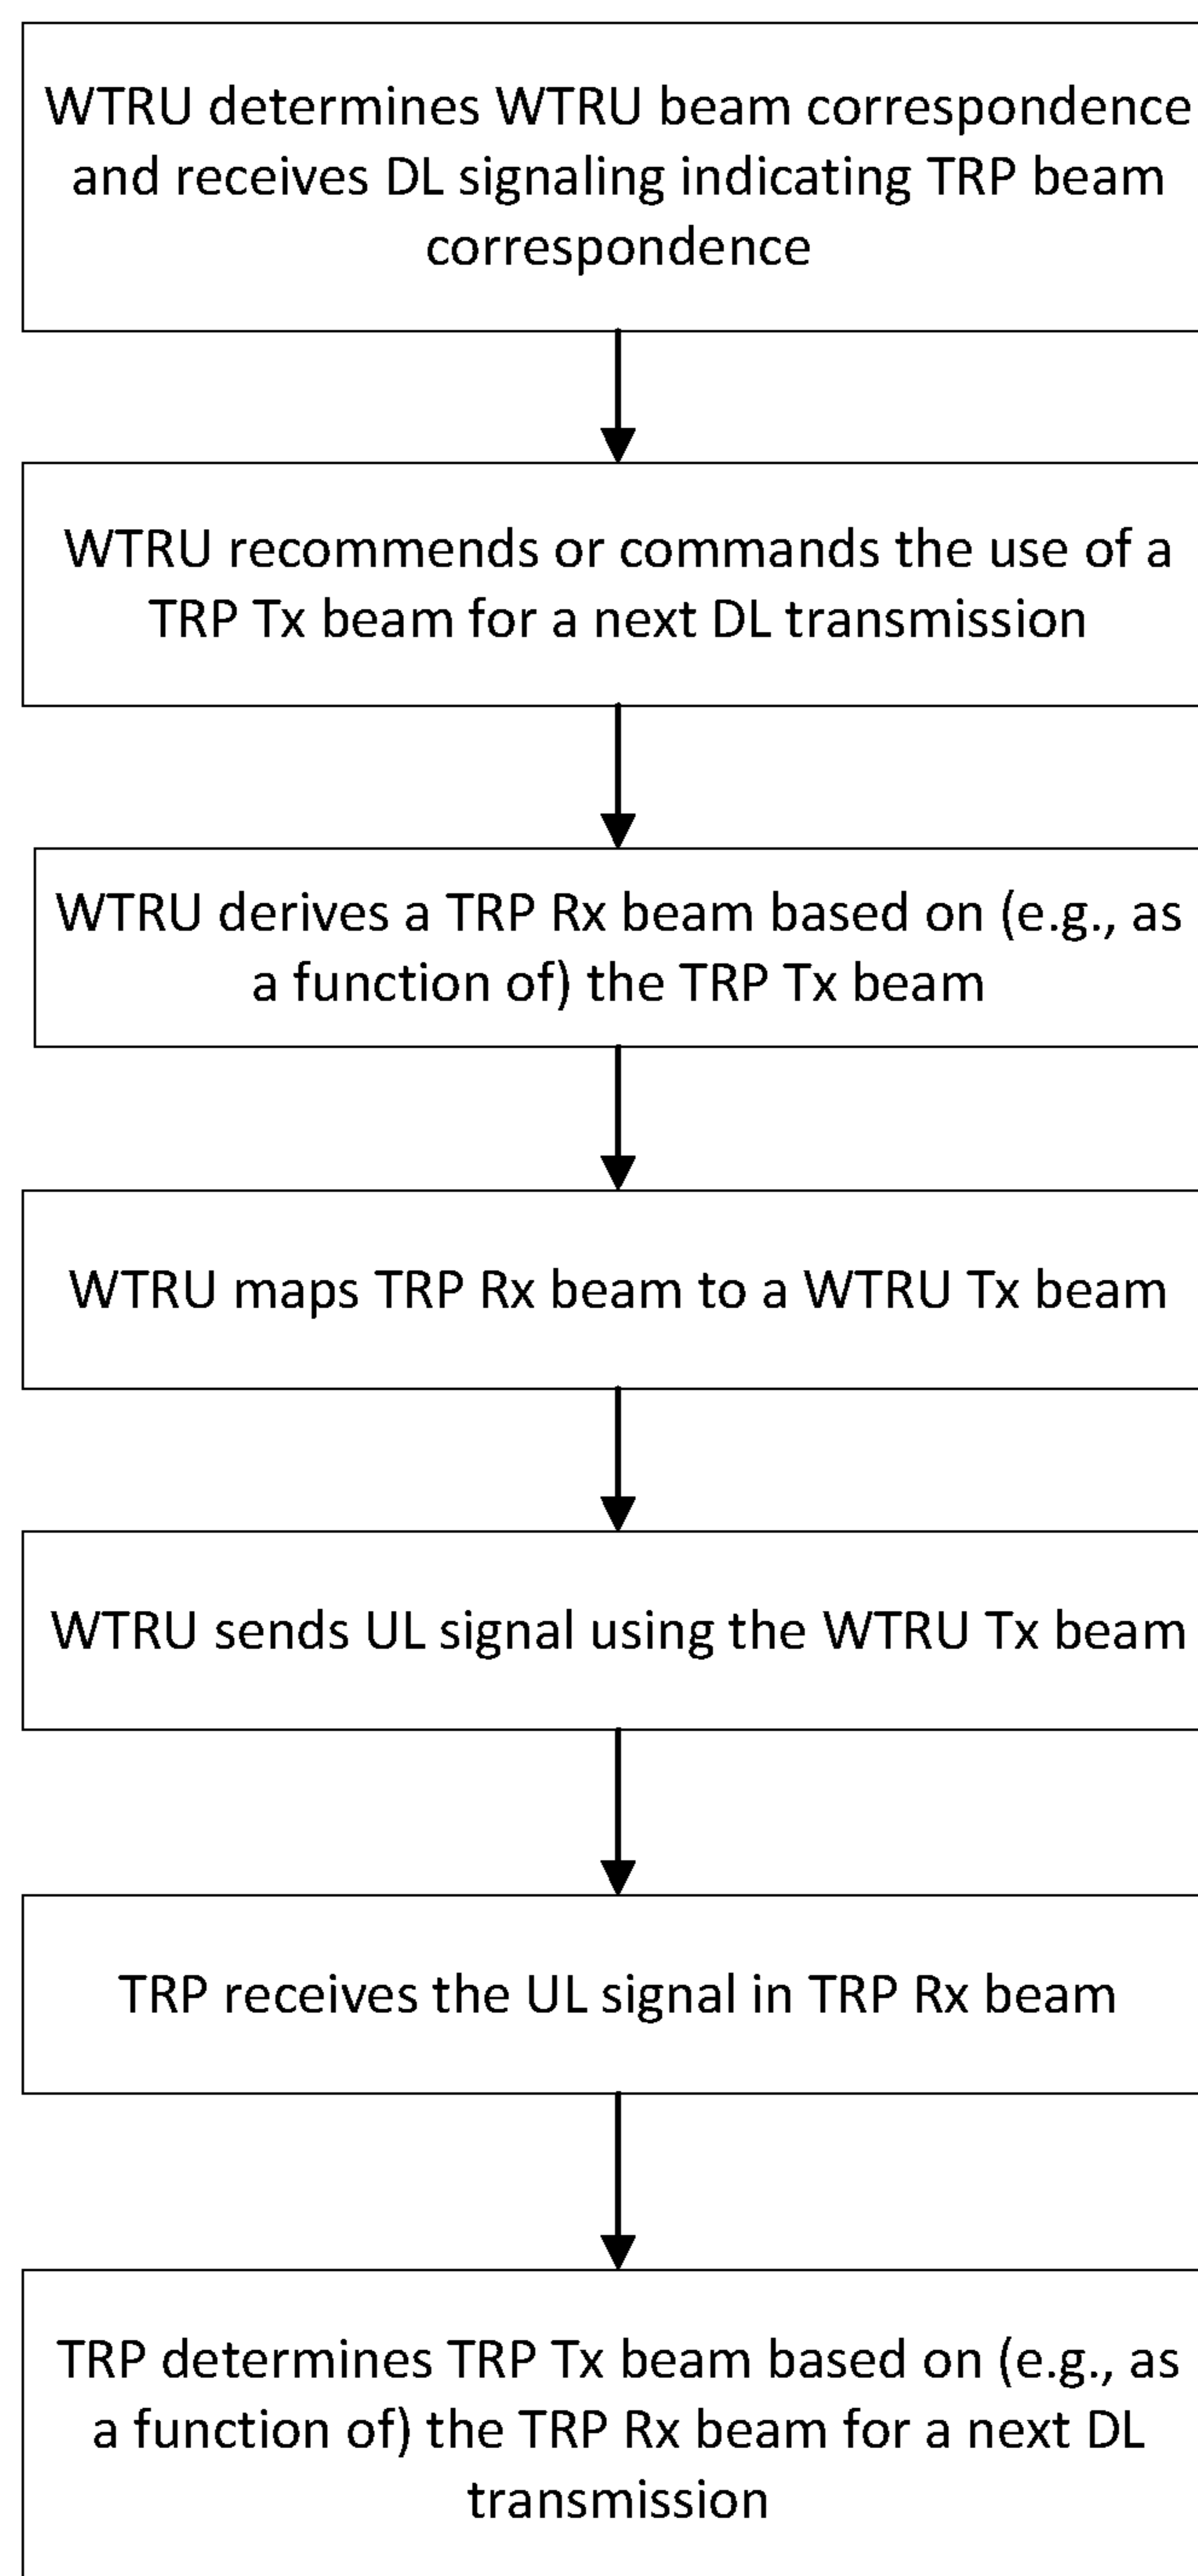 WTRU determines WTRU beam correspondence
and receives DL signaling indicating TRP beam
correspondence
WTRU recommends or commands the use of a
TRP Tx beam for a next DL transmission
WTRU derives a TRP Rx beam based on (e.g., as
a function of) the TRP Tx beam
WTRU maps TRP Rx beam to a WTRU Tx beam
WTRU sends UL signal using the WTRU Tx beam
TRP receives the UL signal in TRP Rx beam
TRP determines TRP Tx beam based on (e.g., as
a function of) the TRP Rx beam for a next DL
transmission